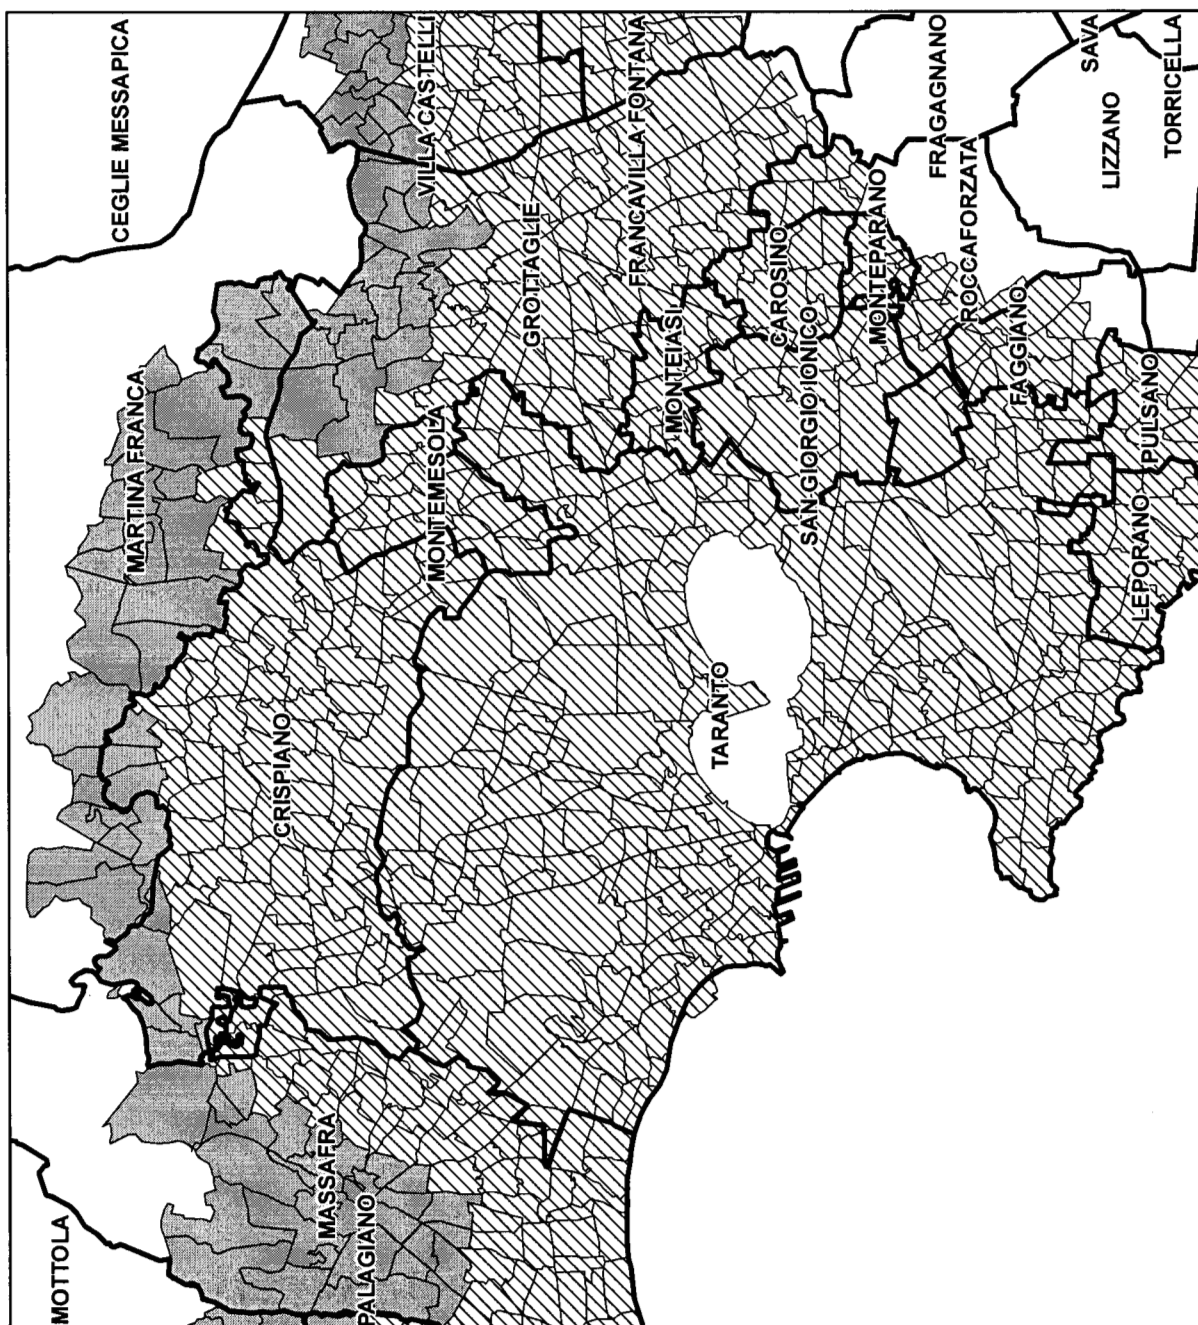 CEGLIE MESSAPICA
VILLA CASTELLI
FRANCAVILLA FONTANA
FRAGAGNANO
SAVA
TORRICELLA
LIZZANO
MARTINA FRANCA
GROTTAGLIE
MONTEIASI
CAROSINO
MONTEPARANO
ROCCAFORZATA
FAGGIANO
SAN GIORGIO IONICO
PULSANO
LEPORANO
MONTEMESOLA
CRISPIANO
TARANTO
MASSAFRA
PALAGIANO
MOTTOLA